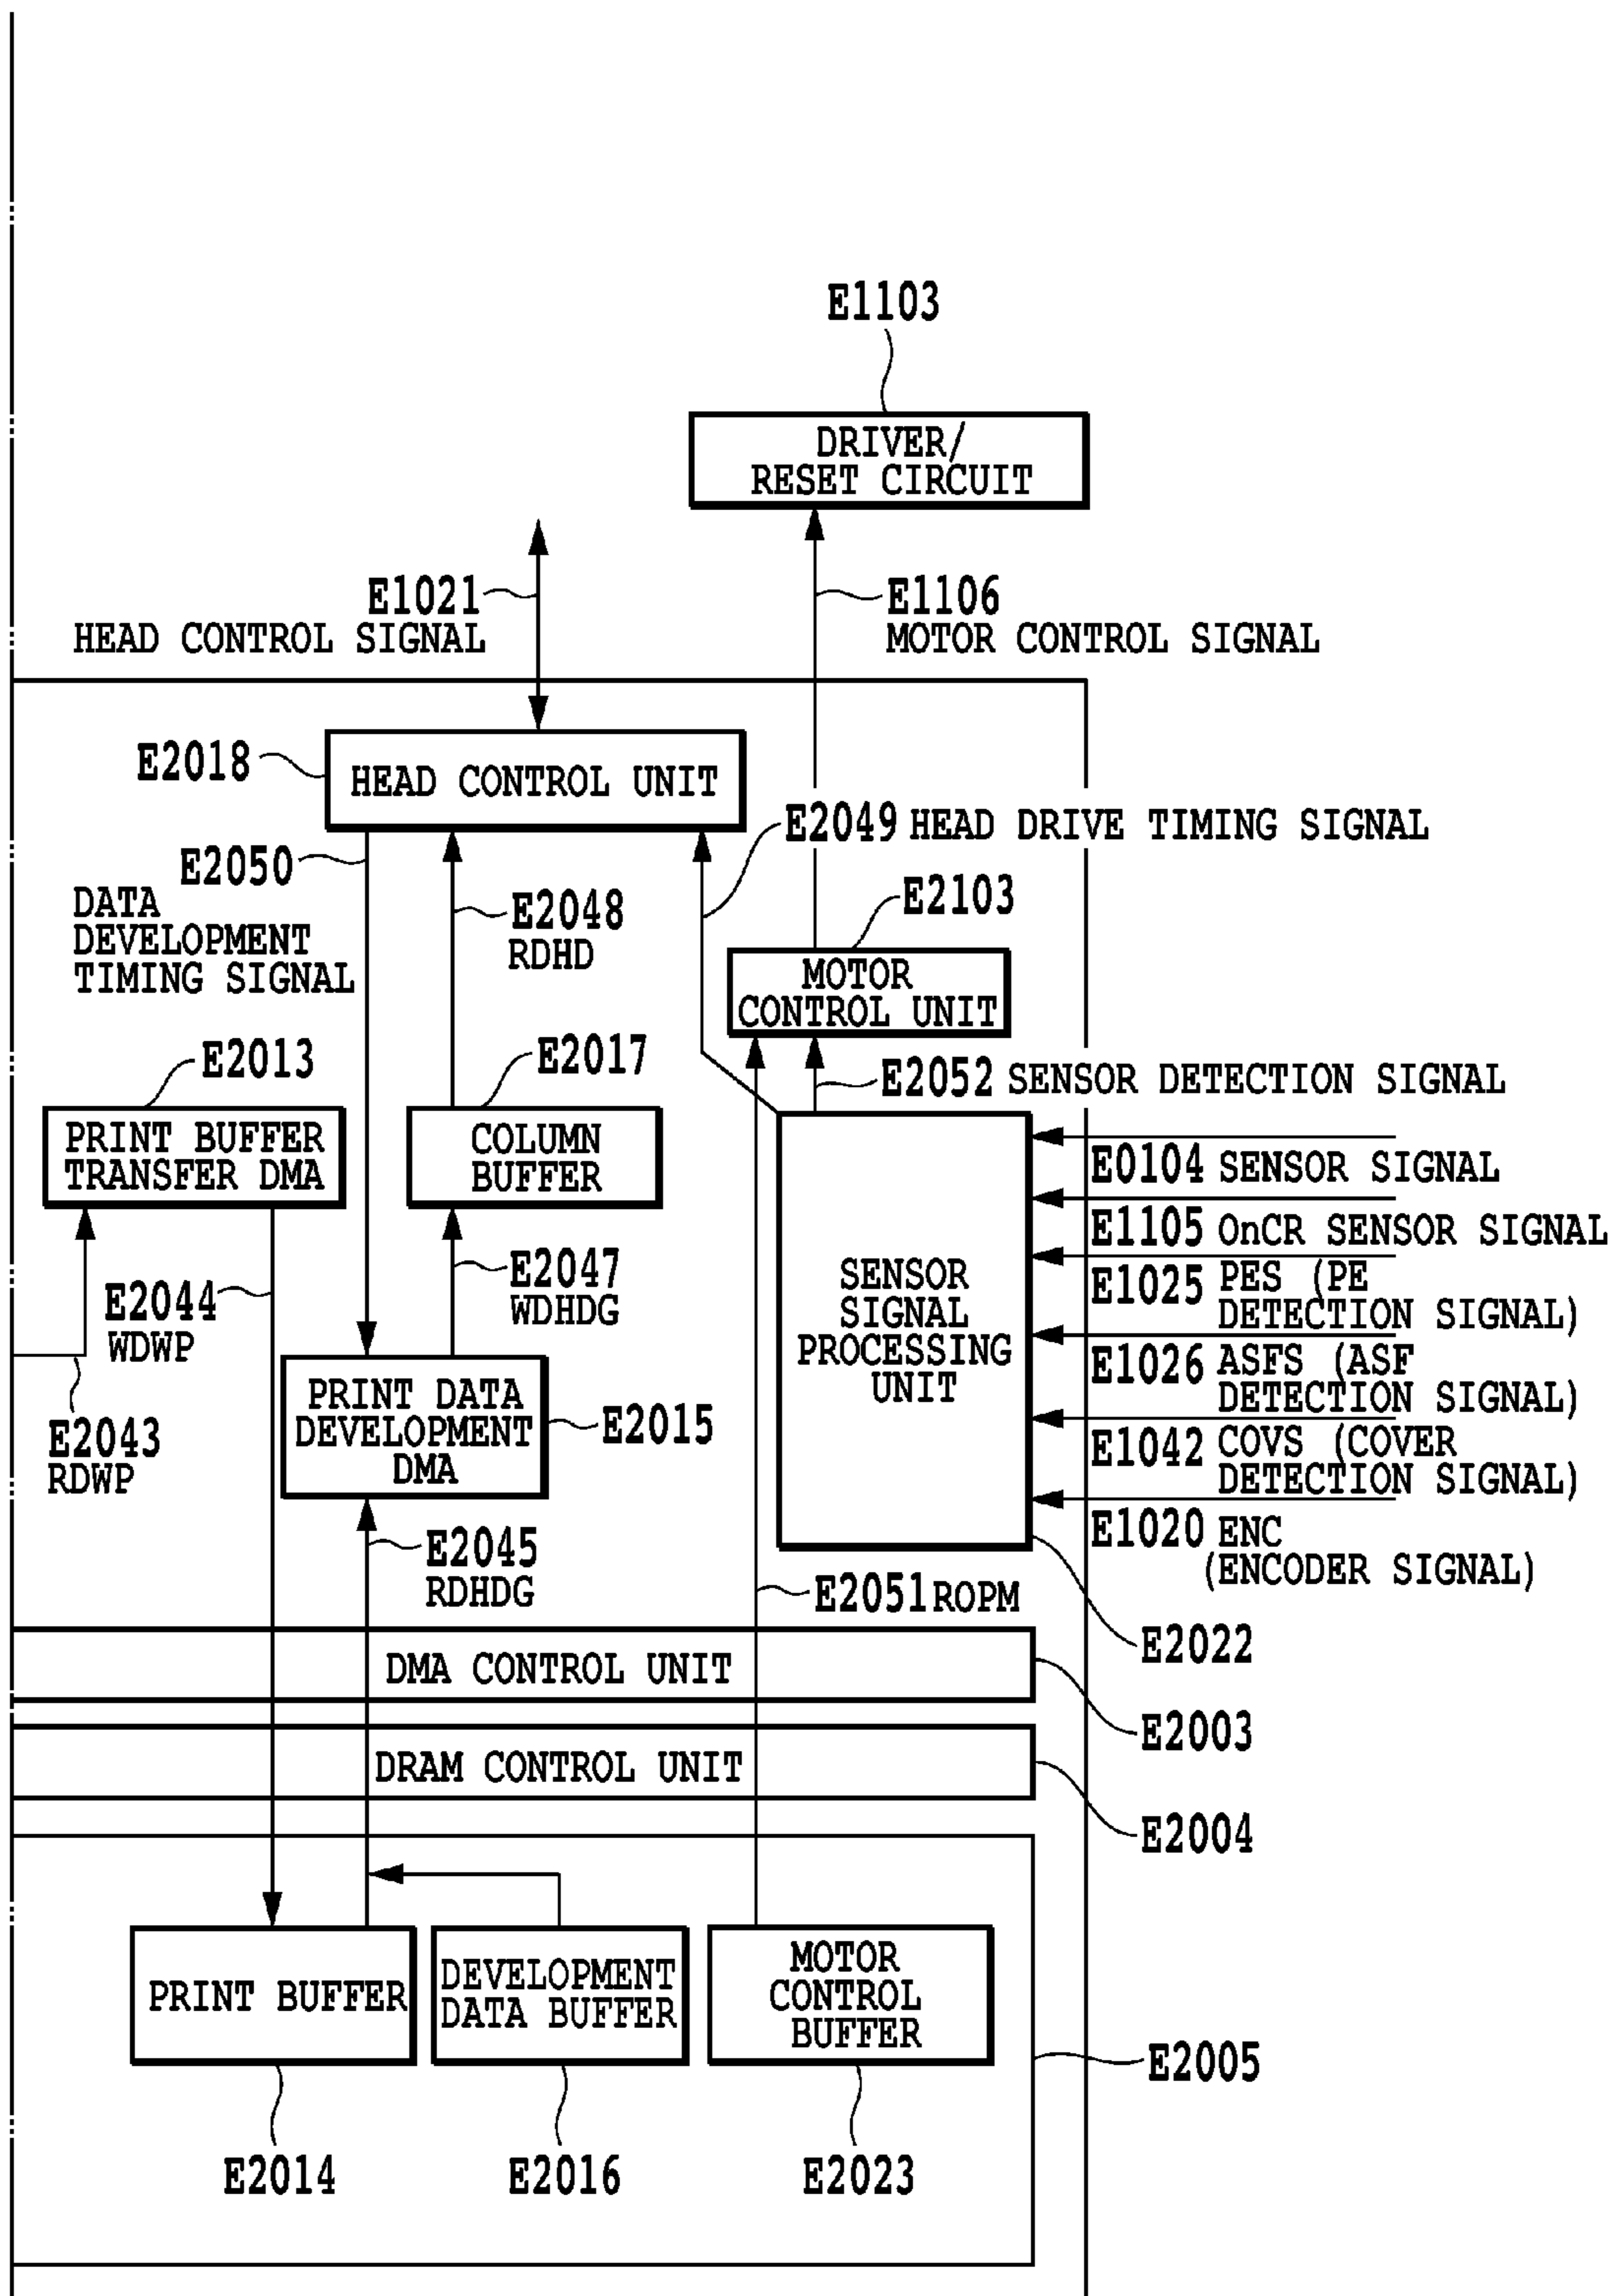 E1103
DRIVER/
RESET CIRCUIT
E1021
HEAD CONTROL SIGNAL
E1106
MOTOR CONTROL SIGNAL
E2018
HEAD CONTROL UNIT
E2049 HEAD DRIVE TIMING SIGNAL
E2050
DATA
DEVELOPMENT
TIMING SIGNAL
E2048
RDHD
E2103
MOTOR
CONTROL UNIT
E2013
E2017
E2052 SENSOR DETECTION SIGNAL
PRINT BUFFER
TRANSFER DMA
COLUMN
BUFFER
E0104 SENSOR SIGNAL
E1105 OnCR SENSOR SIGNAL
E1025 PES (PE
DETECTION SIGNAL)
E1026 ASFS (ASF
DETECTION SIGNAL)
E1042 COVS (COVER
DETECTION SIGNAL)
E1020 ENC
(ENCODER SIGNAL)
SENSOR
SIGNAL
PROCESSING
UNIT
E2044
WDWP
E2047
WDHDG
E2043
RDWP
PRINT DATA
DEVELOPMENT
DMA
E2015
E2045
RDHDG
E2051 ROPM
E2022
DMA CONTROL UNIT
E2003
DRAM CONTROL UNIT
E2004
PRINT BUFFER
DEVELOPMENT
DATA BUFFER
MOTOR
CONTROL
BUFFER
E2005
E2014
E2016
E2023